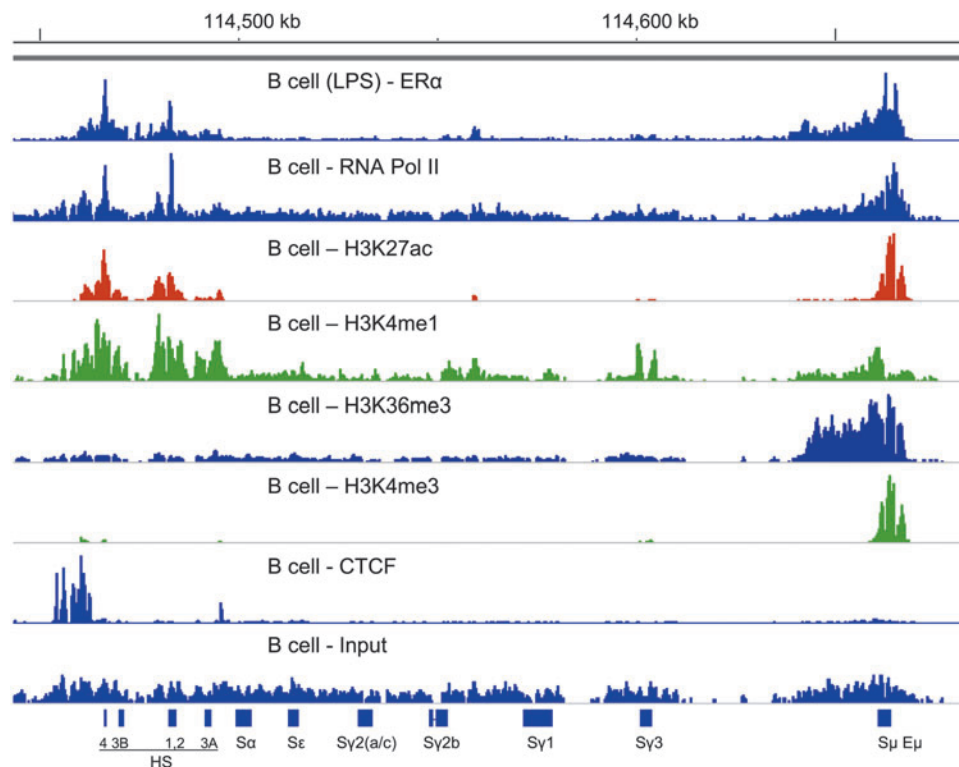 114,500 kb 114,600 kb
B cell (LPS) - ERα
B cell - RNA Pol II
B cell – H3K27ac
B cell – H3K4me1
B cell – H3K36me3
B cell – H3K4me3
B cell - CTCF
B cell - Input
4 3B 1,2 3A Sα Sε Sγ2(a/c) Sγ2b Sγ1 Sγ3 Sμ Eμ
HS